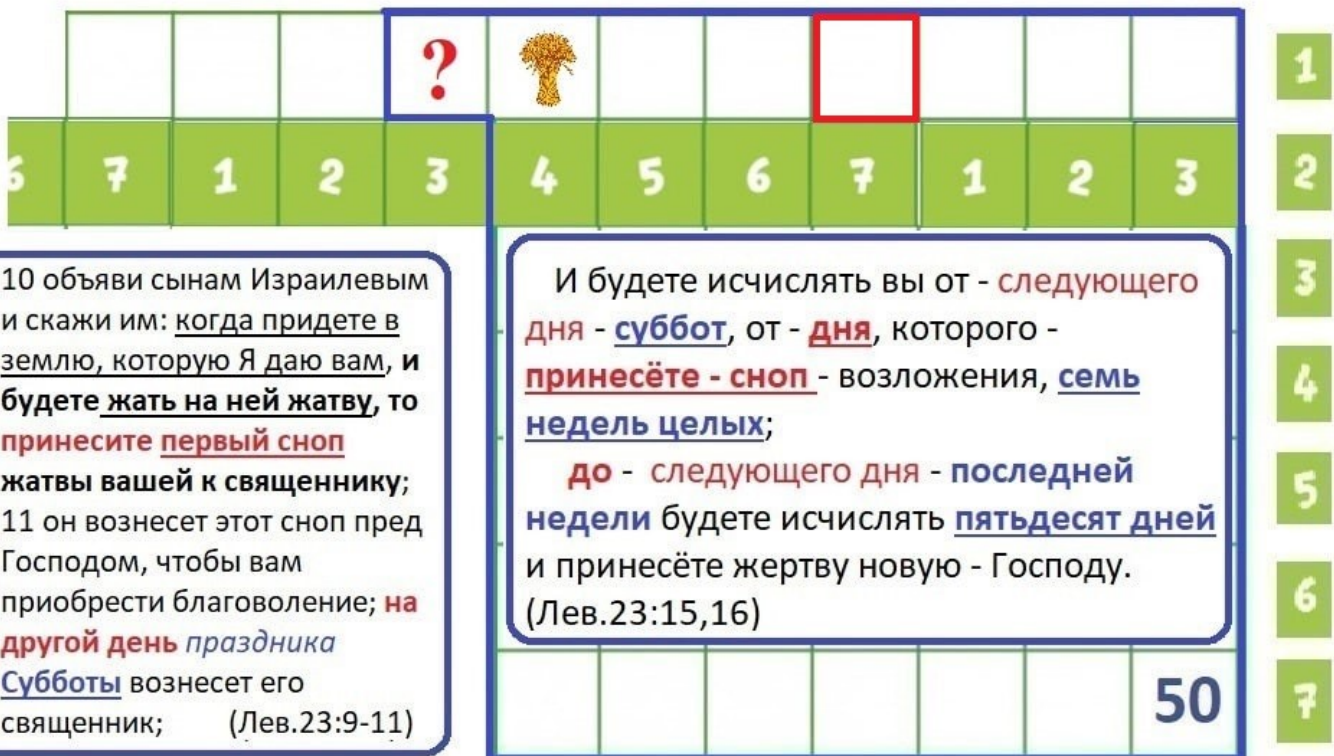 ?
1
6 7 1 2 3 4 5 6 7 1 2 3
2
10 объяви сынам Израилевым
и скажи им: когда придете в
землю, которую Я даю вам, и
будете жать на ней жатву, то
принесите первый сноп
жатвы вашей к священнику;
11 он вознесет этот сноп пред
Господом, чтобы вам
приобрести благоволение; на
другой день праздника
Субботы вознесет его
священник; (Лев.23:9-11)
И будете исчислять вы от - следующего
дня - суббот, от - дня, которого -
принесёте - сноп - возложения, семь
недель целых;
до - следующего дня - последней
недели будете исчислять пятьдесят дней
и принесёте жертву новую - Господу.
(Лев.23:15,16)
50
3
4
5
6
7